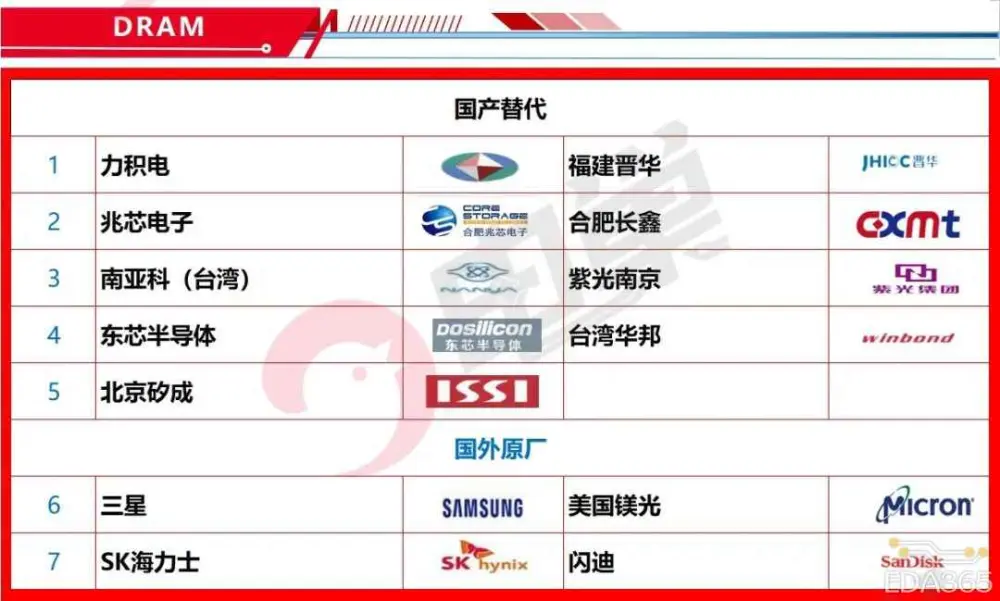 DRAM
国产替代
1 力积电 福建晋华 JHICC晋华
2 兆芯电子 CORE STORAGE 合肥兆芯电子 合肥长鑫 CXMT
3 南亚科（台湾） NANYA 紫光南京 紫光集团
4 东芯半导体 Dosilicon 东芯半导体 台湾华邦 winbond
5 北京矽成 ISSI
国外原厂
6 三星 SAMSUNG 美国镁光 Micron
7 SK海力士 SK hynix 闪迪 SanDisk
EDA365